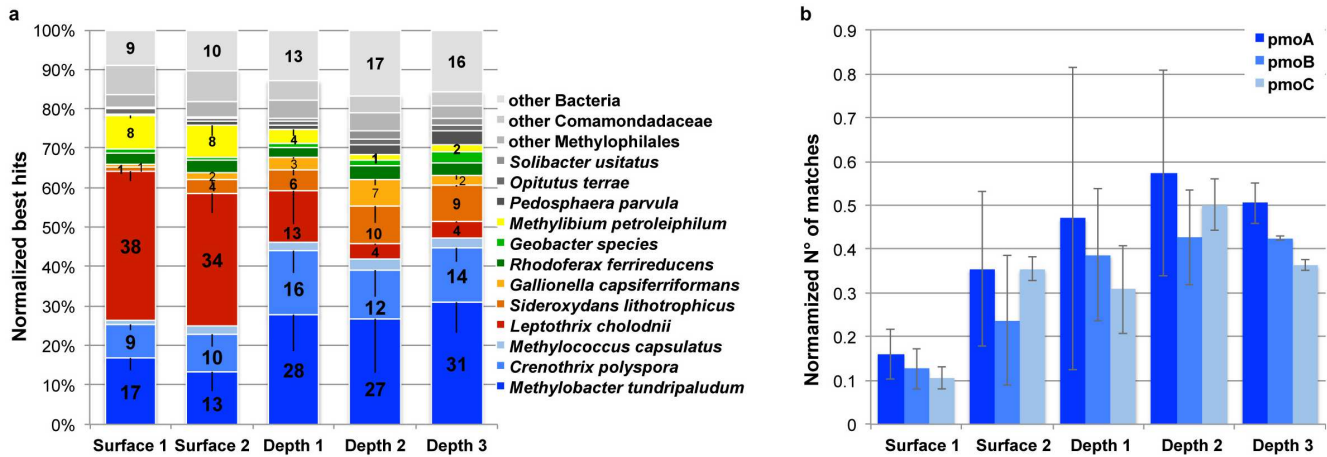 a
Normalized best hits
100%
90%
80%
70%
60%
50%
40%
30%
20%
10%
0%
9
8
1 1
38
9
17
10
8
2
4
34
10
13
13
4
3
6
13
16
28
17
1
7
10
4
12
27
16
2
2
9
4
14
31
Surface 1 Surface 2 Depth 1 Depth 2 Depth 3
other Bacteria
other Comamondadaceae
other Methylophilales
Solibacter usitatus
Opitutus terrae
Pedosphaera parvula
Methylibium petroleiphilum
Geobacter species
Rhodoferax ferrireducens
Gallionella capsiferriformans
Sideroxydans lithotrophicus
Leptothrix cholodnii
Methylococcus capsulatus
Crenothrix polyspora
Methylobacter tundripaludum
b
Normamized N° of matches
0.9
0.8
0.7
0.6
0.5
0.4
0.3
0.2
0.1
0
pmoA
pmoB
pmoC
Surface 1 Surface 2 Depth 1 Depth 2 Depth 3